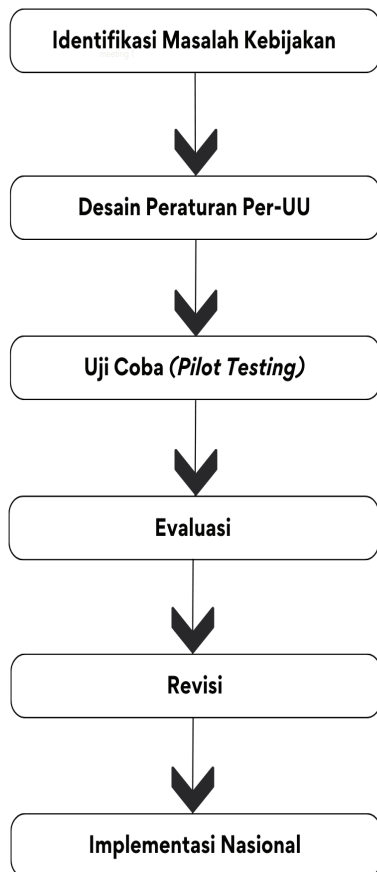 Identifikasi Masalah Kebijakan
Desain Peraturan Per-UU
Uji Coba (Pilot Testing)
Evaluasi
Revisi
Implementasi Nasional